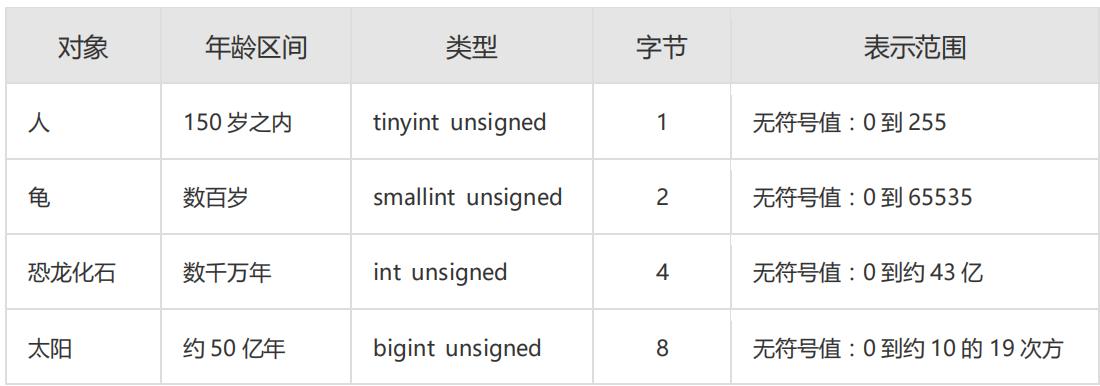 对象 年龄区间 类型 字节 表示范围
人 150 岁之内 tinyint unsigned 1 无符号值：0 到 255
龟 数百岁 smallint unsigned 2 无符号值：0 到 65535
恐龙化石 数千万年 int unsigned 4 无符号值：0 到约 43 亿
太阳 约 50 亿年 bigint unsigned 8 无符号值：0 到约 10 的 19 次方